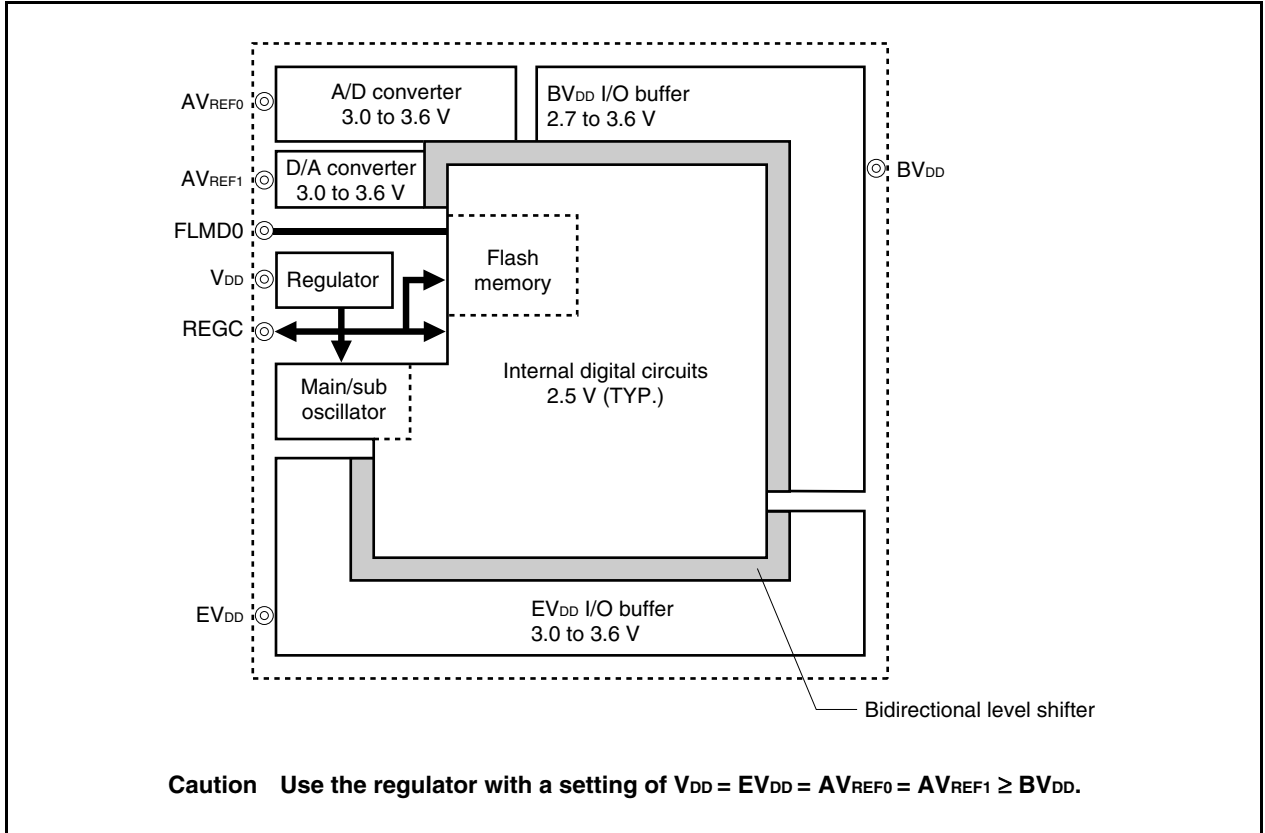 A/D converter
3.0 to 3.6 V
BVDD I/O buffer
2.7 to 3.6 V
AVREF0
BVDD
D/A converter
3.0 to 3.6 V
AVREF1
FLMD0
Flash
memory
VDD
Regulator
REGC
Internal digital circuits
2.5 V (TYP.)
Main/sub
oscillator
EVDD
EVDD I/O buffer
3.0 to 3.6 V
Bidirectional level shifter
Caution Use the regulator with a setting of VDD = EVDD = AVREF0 = AVREF1 ≥ BVDD.